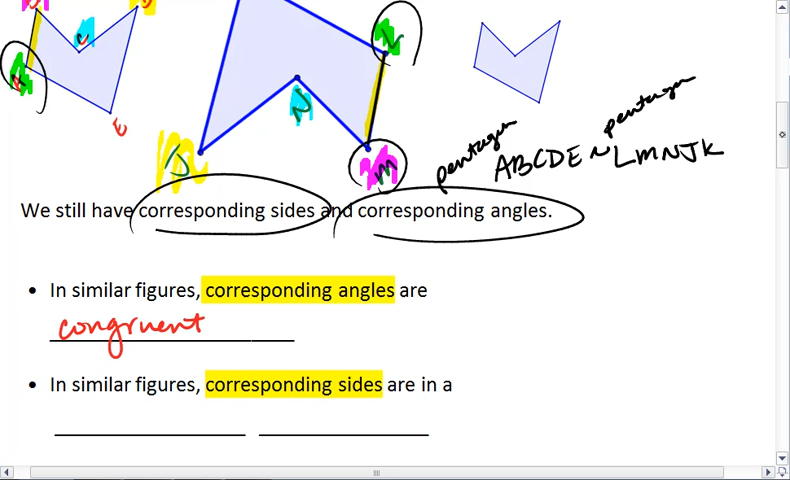 C
A
E
L
N
J
M
pentagon pentagon
ABCDE ~ LMNJK
We still have corresponding sides and corresponding angles.
• In similar figures, corresponding angles are
congruent
• In similar figures, corresponding sides are in a